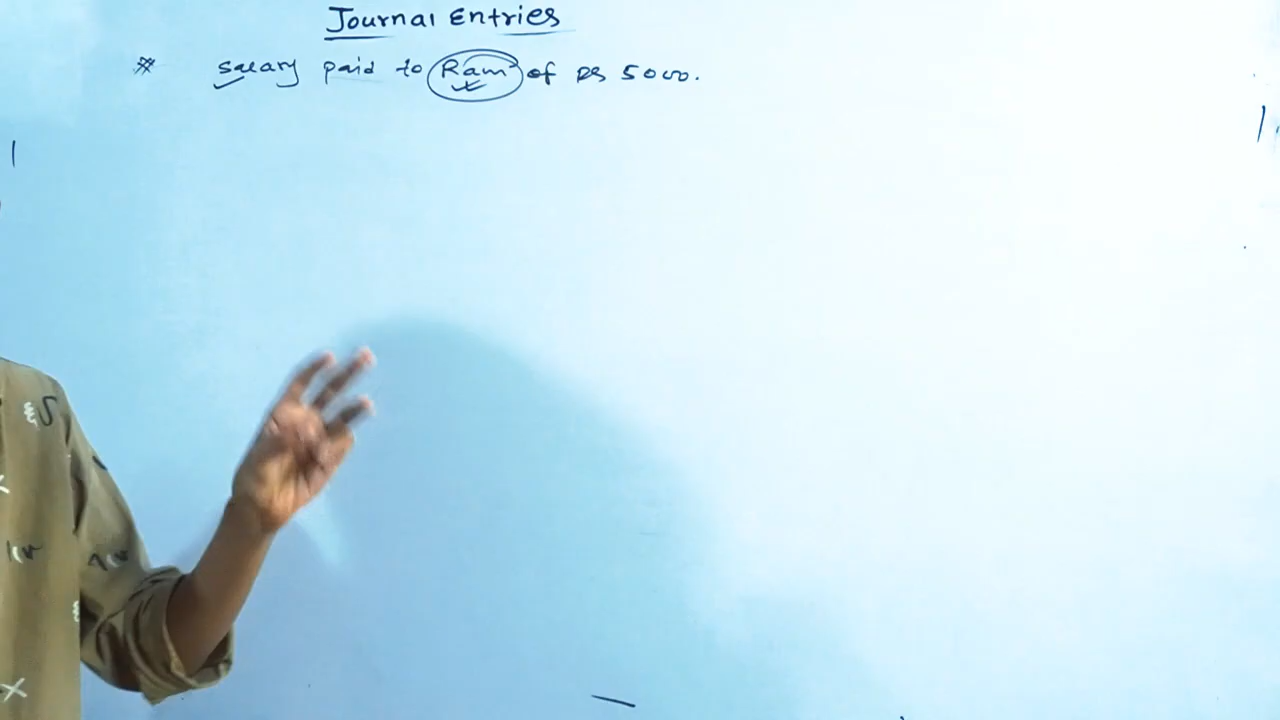 Journal Entries
* Salary paid to Ram of Rs 5000.